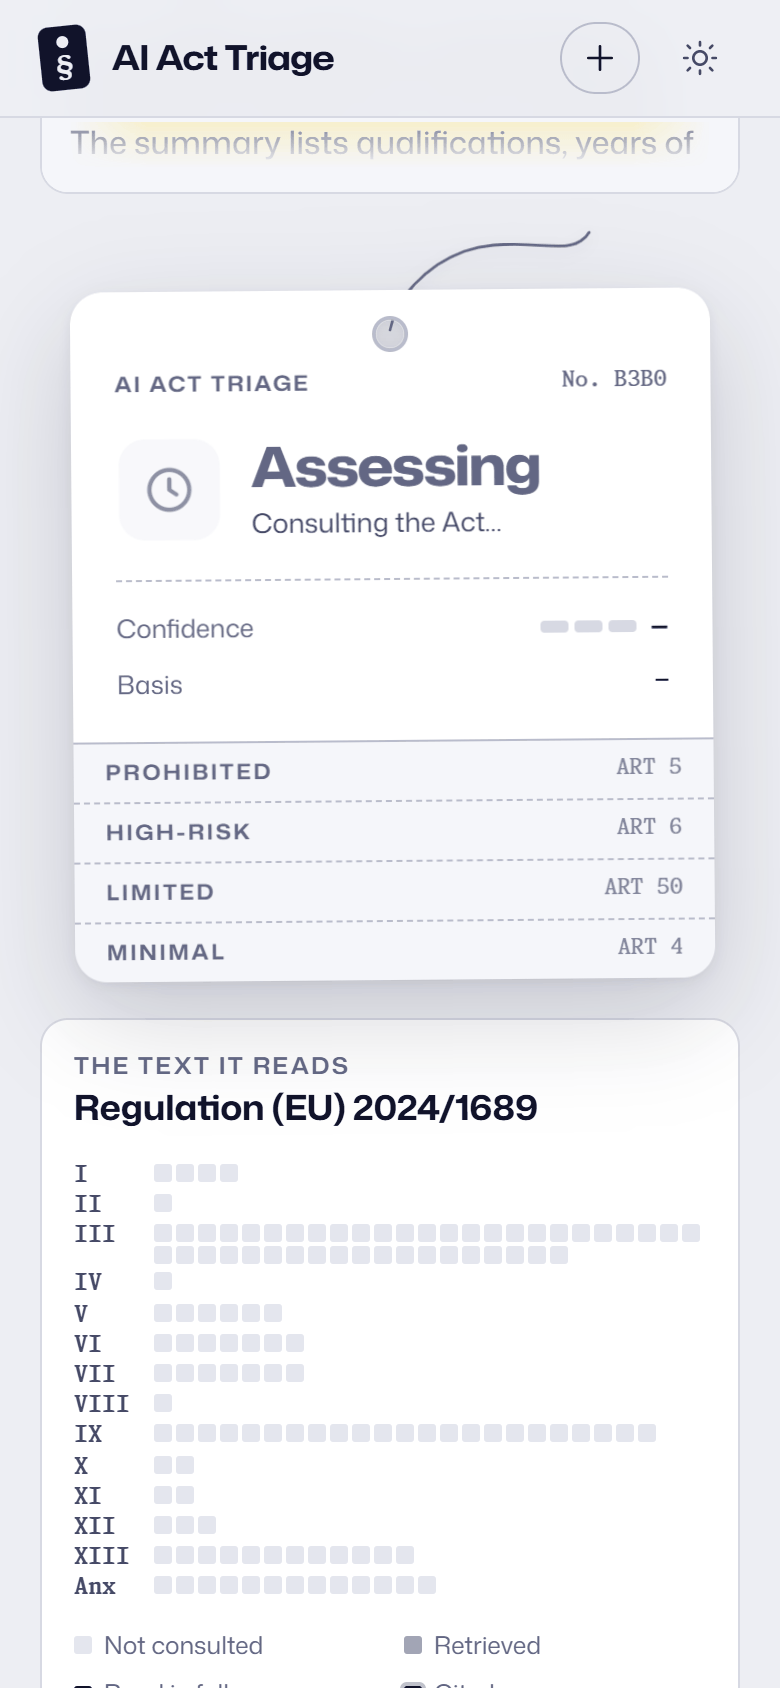 § AI Act Triage
The summary lists qualifications, years of
AI ACT TRIAGE No. B3B0
Assessing
Consulting the Act...
Confidence –
Basis –
PROHIBITED ART 5
HIGH-RISK ART 6
LIMITED ART 50
MINIMAL ART 4
THE TEXT IT READS
Regulation (EU) 2024/1689
I
II
III
IV
V
VI
VII
VIII
IX
X
XI
XII
XIII
Anx
Not consulted Retrieved